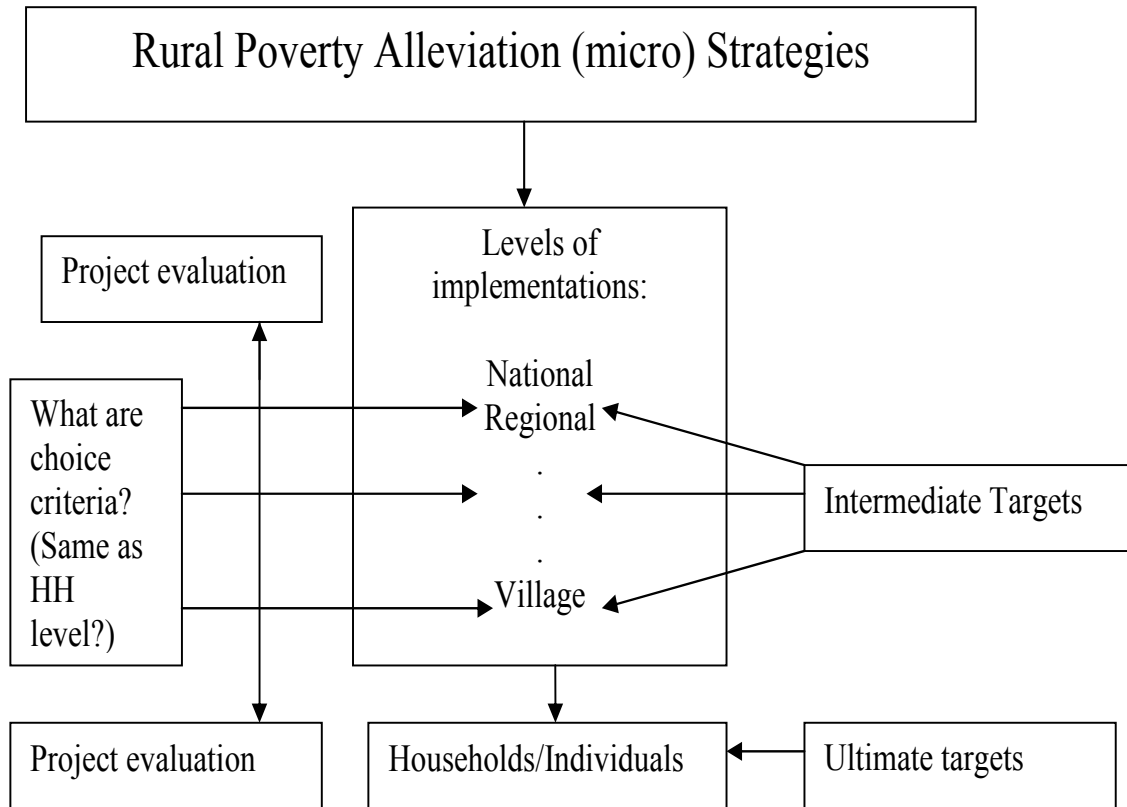 Rural Poverty Alleviation (micro) Strategies
Project evaluation
Levels of
implementations:
National
Regional
.
.
.
Village
What are
choice
criteria?
(Same as
HH
level?)
Intermediate Targets
Project evaluation
Households/Individuals
Ultimate targets